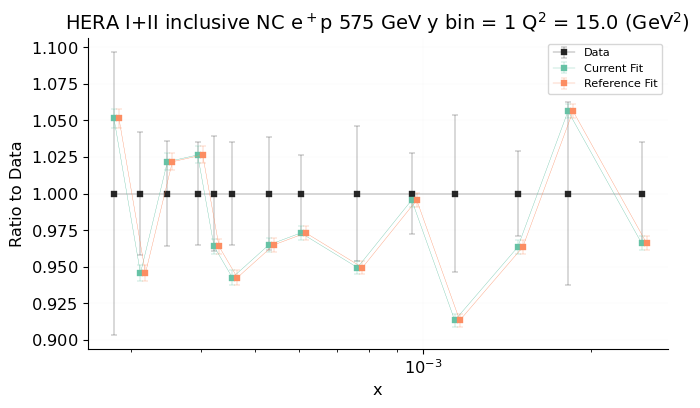 HERA I+II inclusive NC e⁺p 575 GeV y bin = 1 Q² = 15.0 (GeV²)
Data
Current Fit
Reference Fit
Ratio to Data
1.100
1.075
1.050
1.025
1.000
0.975
0.950
0.925
0.900
10⁻³
x